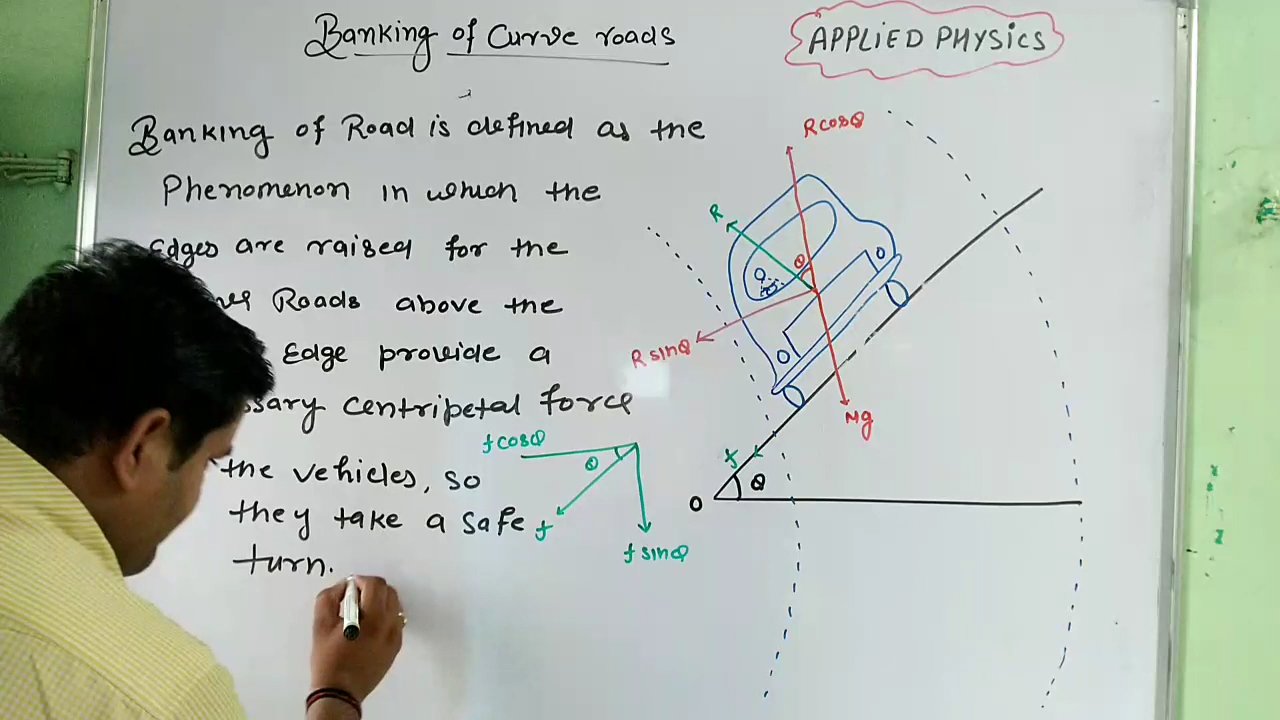 Banking of Curve roads
APPLIED PHYSICS
Banking of Road is defined as the
Phenomenon in which the
Edges are raised for the
Roads above the
Edge provide a
centripetal force
the vehicles, so
they take a safe
turn.
R cosθ
R
θ
R sinθ
Mg
f
θ
O
f cosθ
θ
f
f sinθ